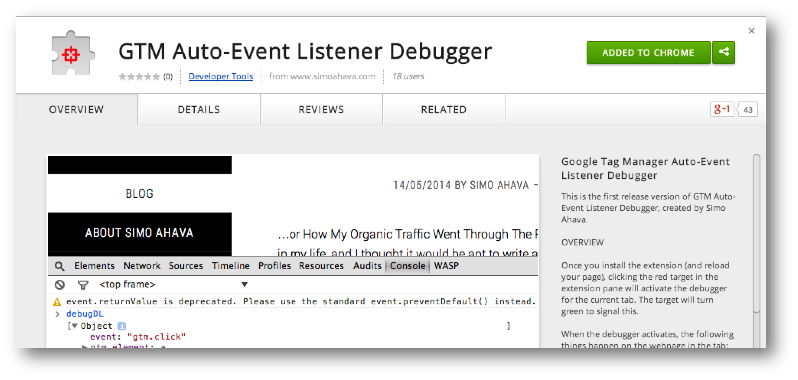 GTM Auto-Event Listener Debugger
(0) Developer Tools from www.simoahava.com 18 users
ADDED TO CHROME
OVERVIEW DETAILS REVIEWS RELATED
g+1 43
BLOG
ABOUT SIMO AHAVA
14/05/2014 BY SIMO AHAVA –
...or How My Organic Traffic Went Through The
in my life, and I thought it would be apt to write a
Elements Network Sources Timeline Profiles Resources Audits Console WASP
<top frame> ▼
event.returnValue is deprecated. Please use the standard event.preventDefault() instead.
> debugDL
[▼ Object i ]
event: "gtm.click"
▶ gtm.element: a
Google Tag Manager Auto-Event
Listener Debugger
This is the first release version of GTM Auto-
Event Listener Debugger, created by Simo
Ahava.
OVERVIEW
Once you install the extension (and reload
your page), clicking the red target in the
extension pane will activate the debugger
for the current tab. The target will turn
green to signal this.
When the debugger activates, the following
things happen on the webpage in the tab: